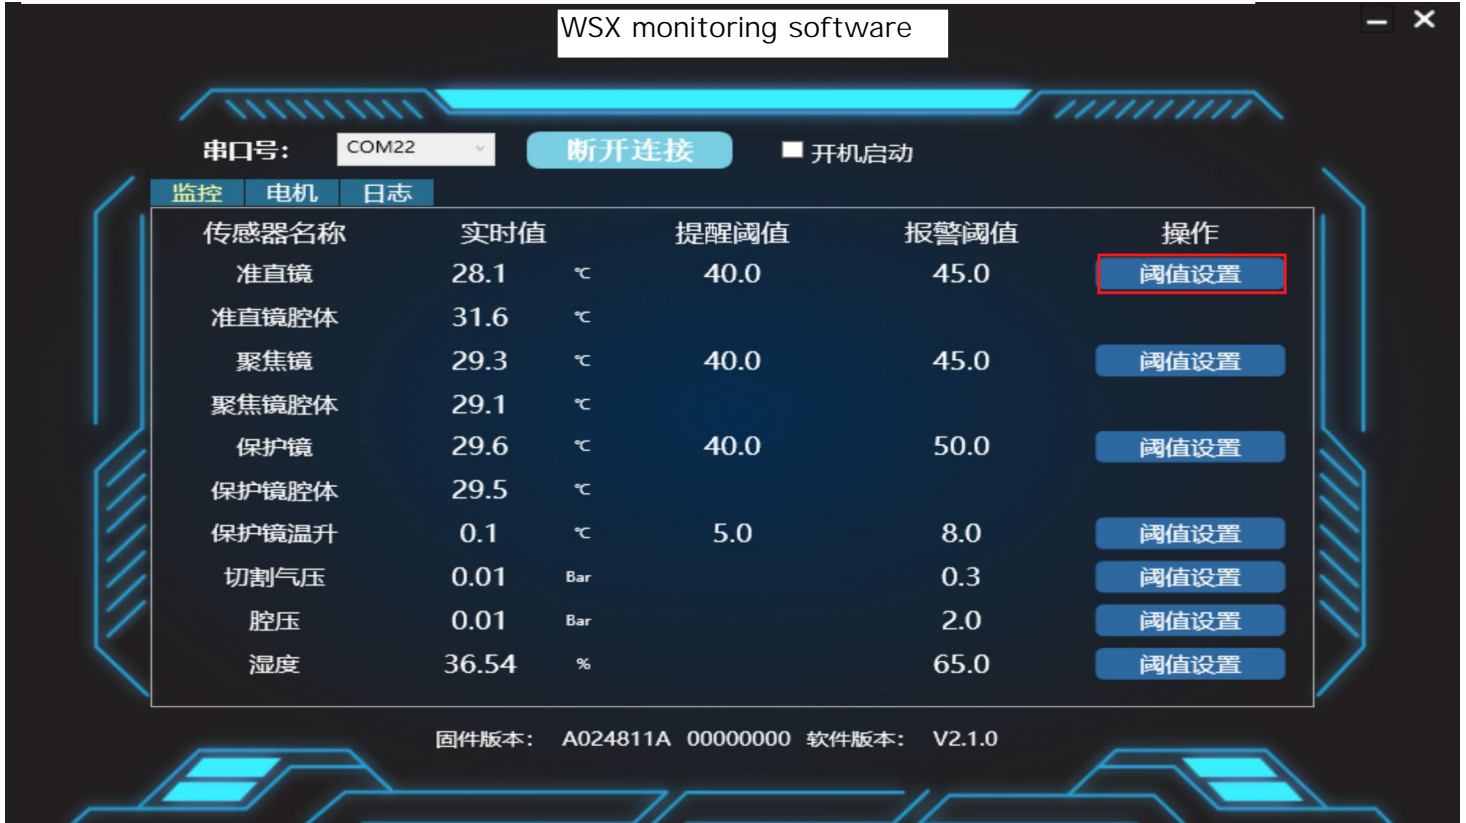 WSX monitoring software
串口号: COM22 断开连接 开机启动
监控 电机 日志
传感器名称 实时值 提醒阈值 报警阈值 操作
准直镜 28.1 ℃ 40.0 45.0 阈值设置
准直镜腔体 31.6 ℃
聚焦镜 29.3 ℃ 40.0 45.0 阈值设置
聚焦镜腔体 29.1 ℃
保护镜 29.6 ℃ 40.0 50.0 阈值设置
保护镜腔体 29.5 ℃
保护镜温升 0.1 ℃ 5.0 8.0 阈值设置
切割气压 0.01 Bar 0.3 阈值设置
腔压 0.01 Bar 2.0 阈值设置
湿度 36.54 % 65.0 阈值设置
固件版本: A024811A 00000000 软件版本: V2.1.0